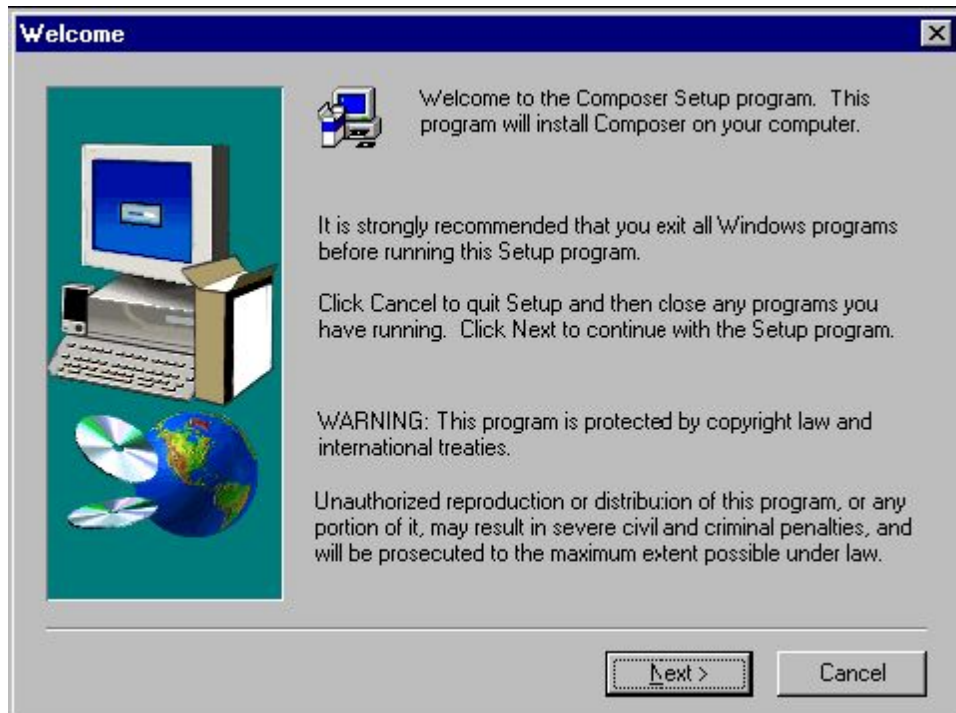 Welcome
Welcome to the Composer Setup program. This
program will install Composer on your computer.
It is strongly recommended that you exit all Windows programs
before running this Setup program.
Click Cancel to quit Setup and then close any programs you
have running. Click Next to continue with the Setup program.
WARNING: This program is protected by copyright law and
international treaties.
Unauthorized reproduction or distribution of this program, or any
portion of it, may result in severe civil and criminal penalties, and
will be prosecuted to the maximum extent possible under law.
Next > Cancel